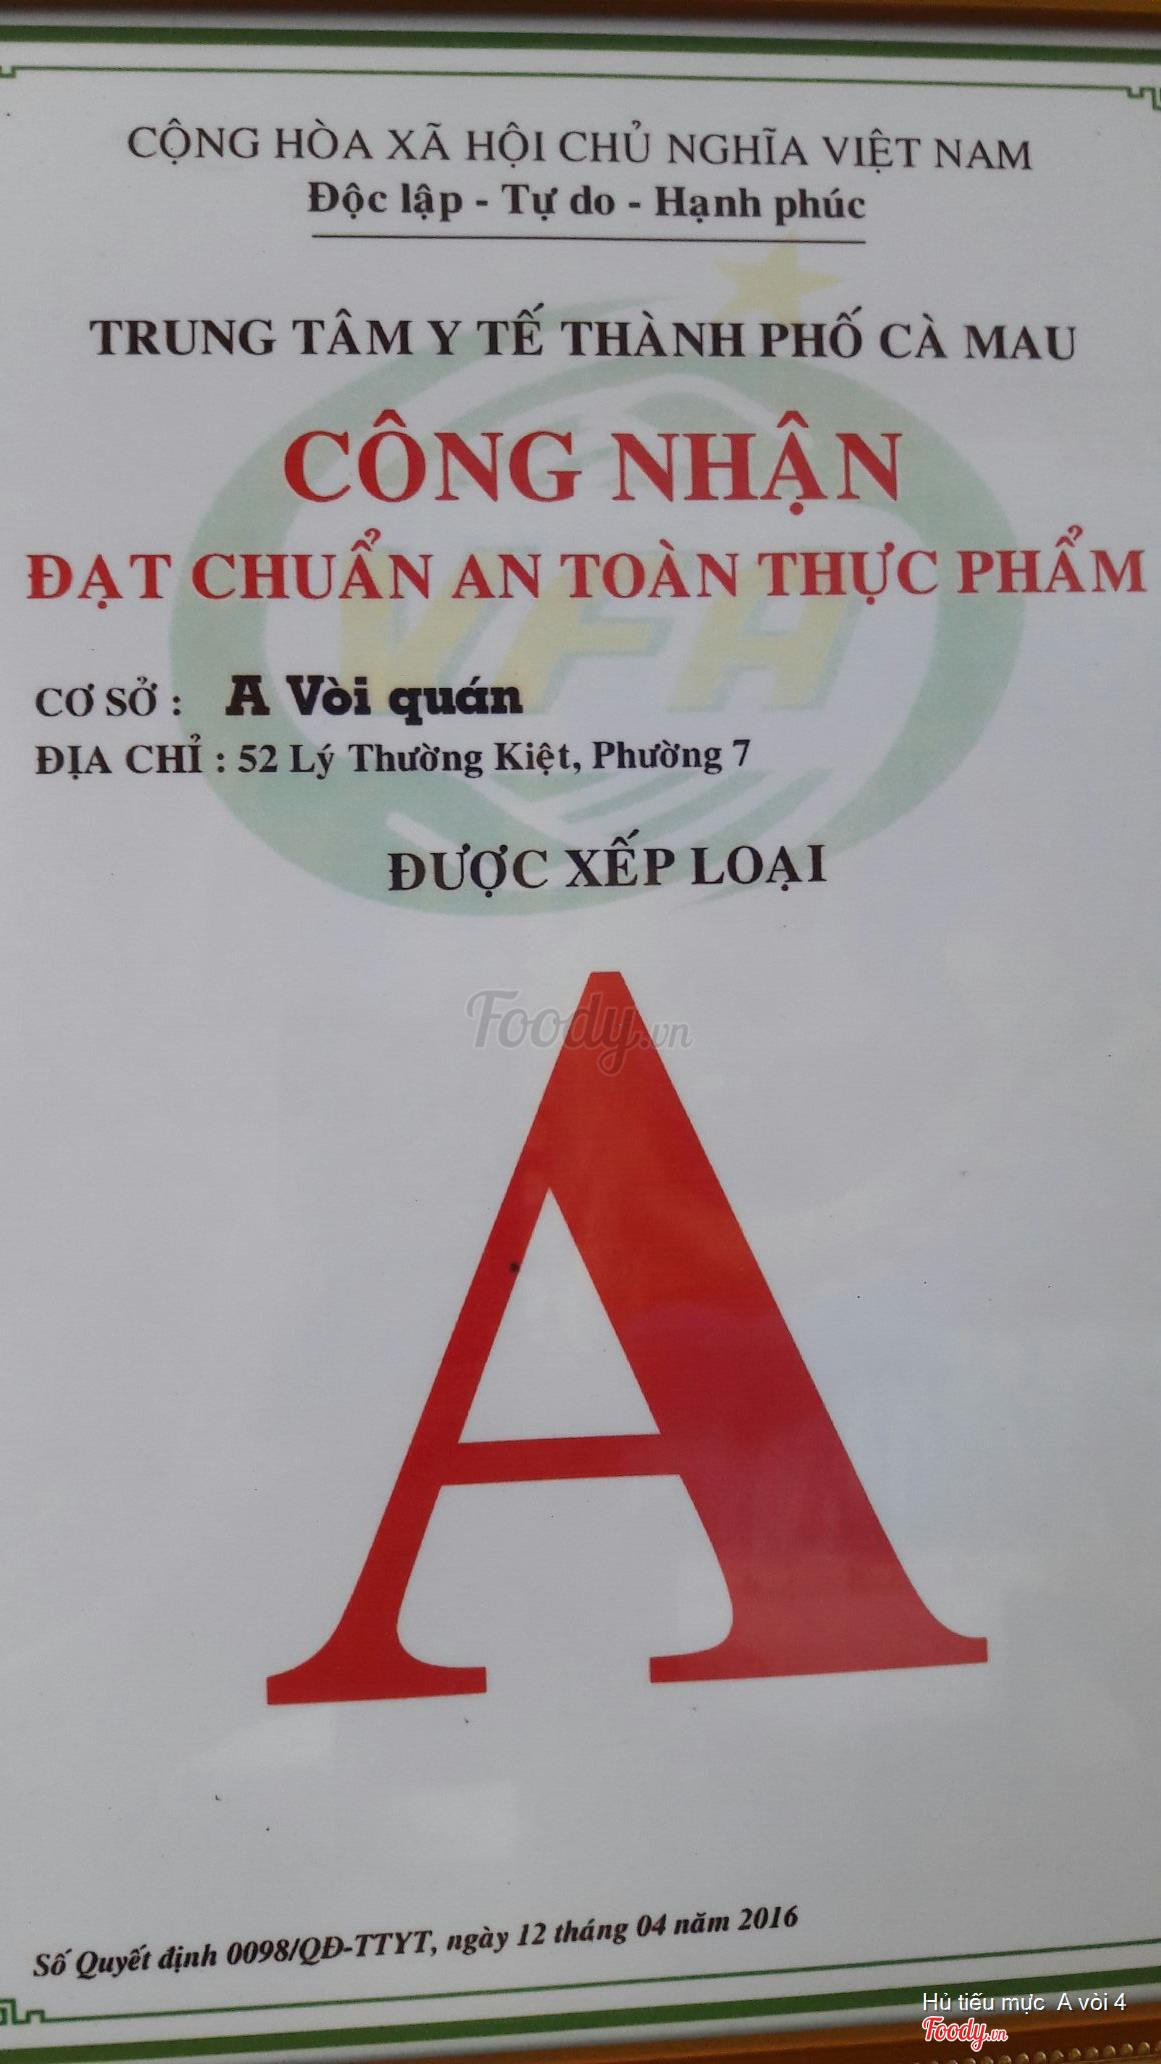 CỘNG HÒA XÃ HỘI CHỦ NGHĨA VIỆT NAM
Độc lập - Tự do - Hạnh phúc
TRUNG TÂM Y TẾ THÀNH PHỐ CÀ MAU
CÔNG NHẬN
ĐẠT CHUẨN AN TOÀN THỰC PHẨM
VFA
CƠ SỞ : A Vòi quán
ĐỊA CHỈ : 52 Lý Thường Kiệt, Phường 7
ĐƯỢC XẾP LOẠI
Foody.vn
A
Số Quyết định 0098/QĐ-TTYT, ngày 12 tháng 04 năm 2016
Hủ tiếu mực A vòi 4
Foody.vn